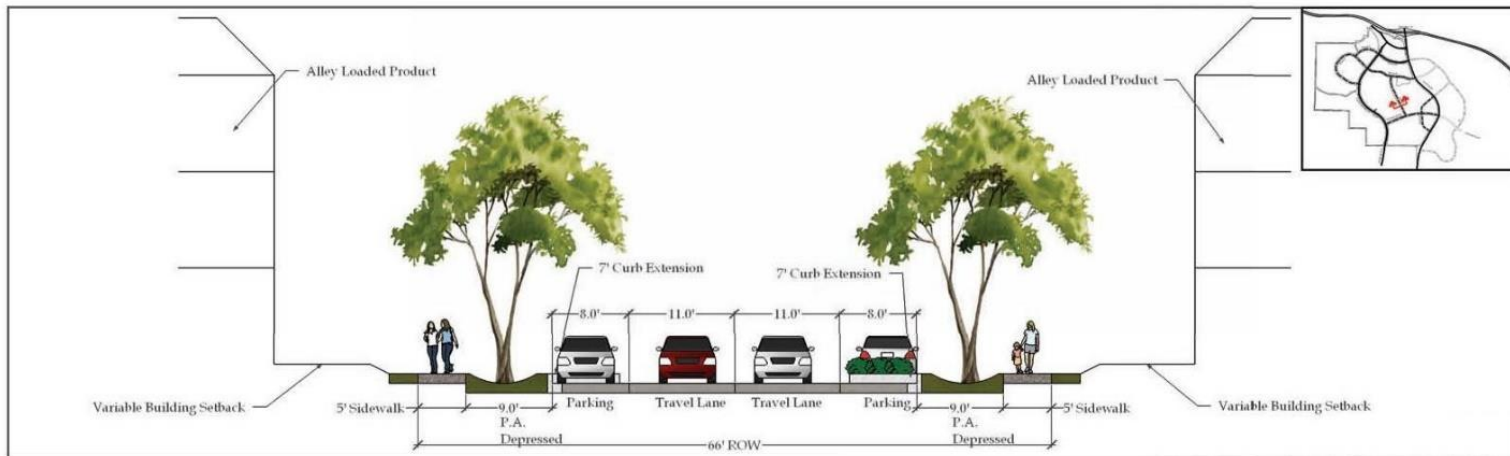 Alley Loaded Product
Alley Loaded Product
7' Curb Extension
7' Curb Extension
8.0'
11.0'
11.0'
8.0'
Variable Building Setback
5' Sidewalk
9.0'
P.A.
Depressed
Parking
Travel Lane
Travel Lane
Parking
9.0'
P.A.
Depressed
5' Sidewalk
Variable Building Setback
66' ROW